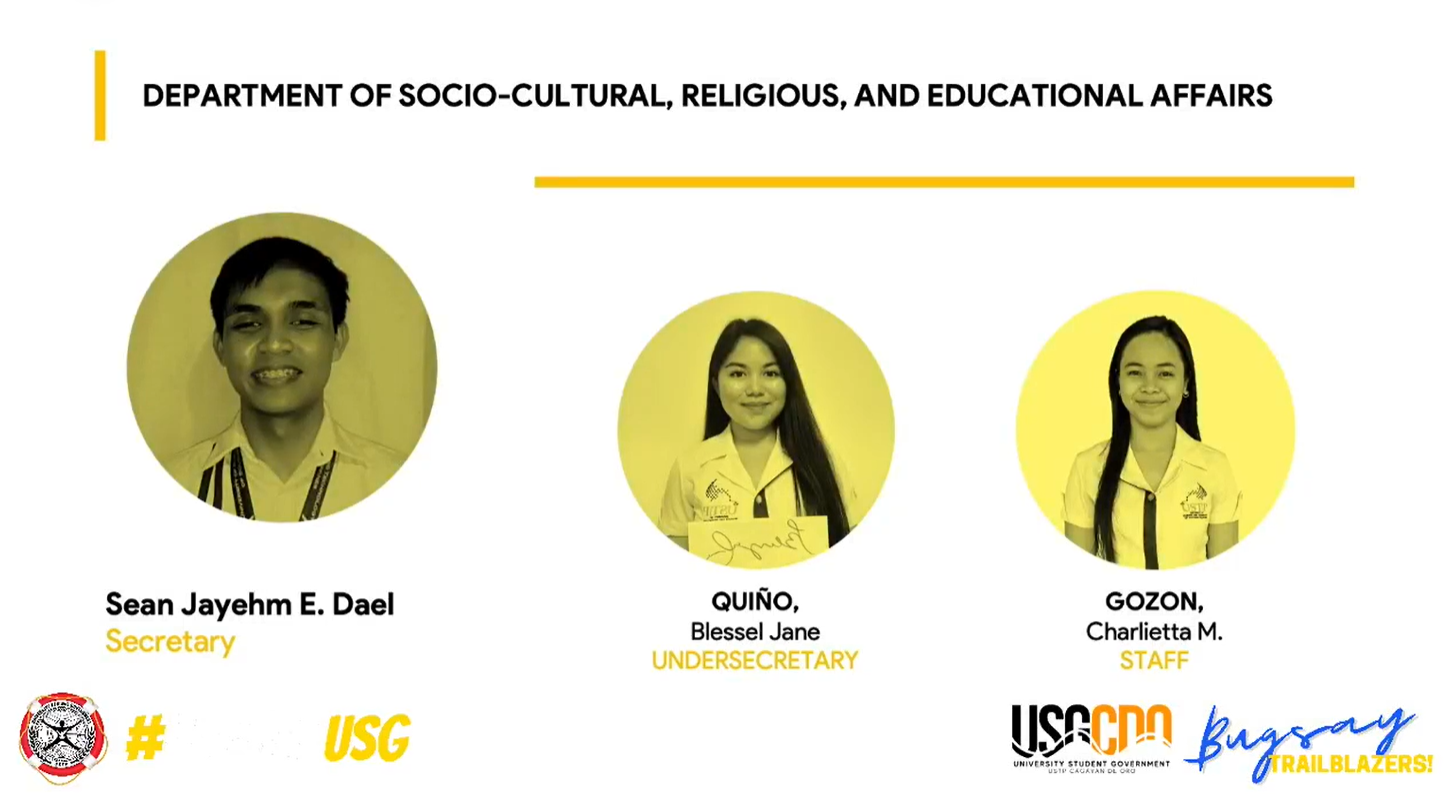 DEPARTMENT OF SOCIO-CULTURAL, RELIGIOUS, AND EDUCATIONAL AFFAIRS
Sean Jayehm E. Dael
Secretary
QUIÑO,
Blessel Jane
UNDERSECRETARY
GOZON,
Charlietta M.
STAFF
# USG
USGCDO
UNIVERSITY STUDENT GOVERNMENT
USTP CAGAYAN DE ORO
Bugsay
TRAILBLAZERS!
USTP